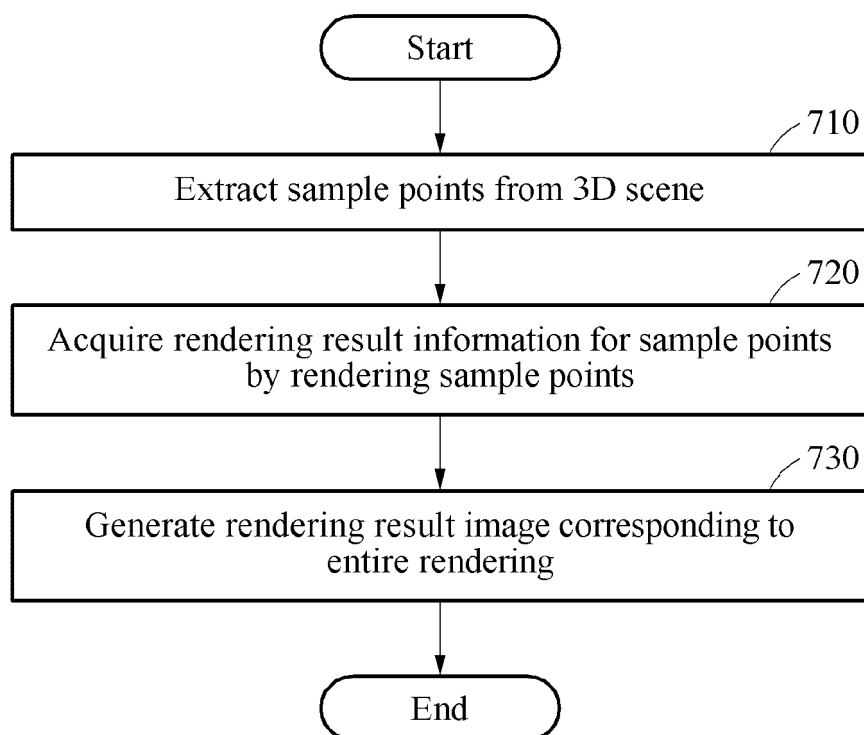 Start
710
Extract sample points from 3D scene
720
Acquire rendering result information for sample points
by rendering sample points
730
Generate rendering result image corresponding to
entire rendering
End